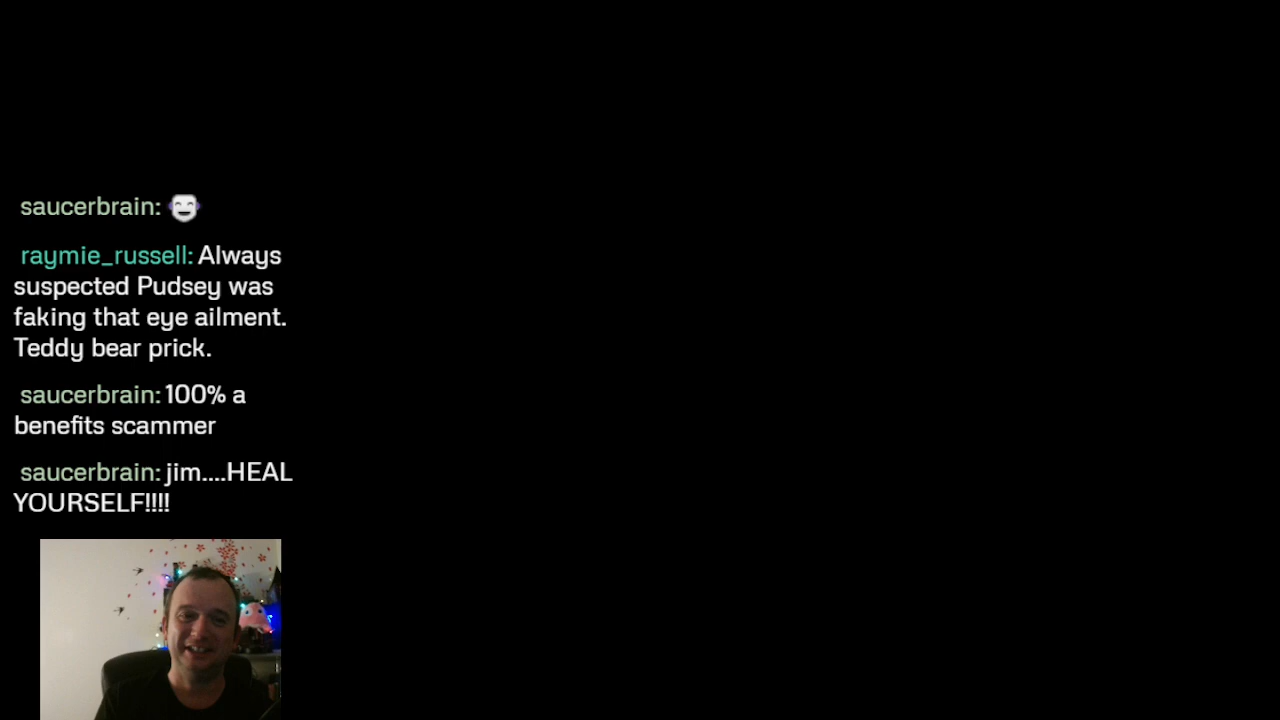 saucerbrain:
raymie_russell: Always
suspected Pudsey was
faking that eye ailment.
Teddy bear prick.
saucerbrain: 100% a
benefits scammer
saucerbrain: jim....HEAL
YOURSELF!!!!